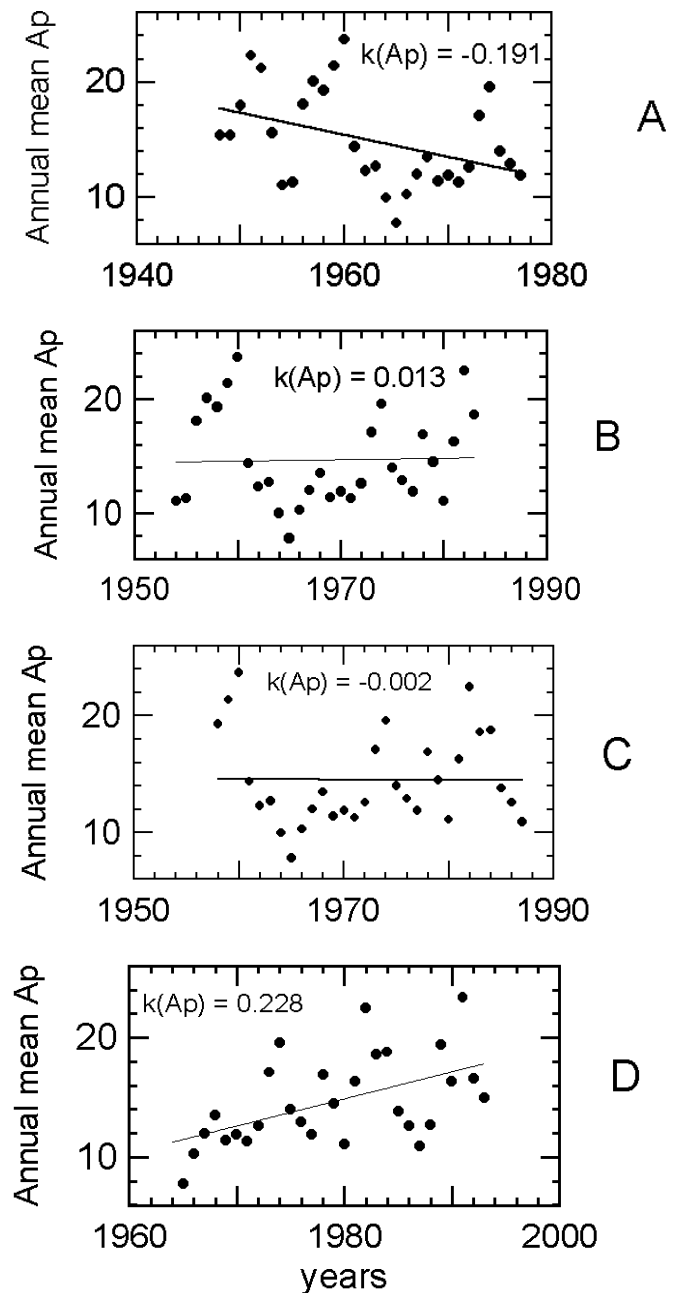 Annual mean Ap
20
10
k(Ap) = -0.191
A
1940 1960 1980
Annual mean Ap
20
10
k(Ap) = 0.013
B
1950 1970 1990
Annual mean Ap
20
10
k(Ap) = -0.002
C
1950 1970 1990
Annual mean Ap
20
10
k(Ap) = 0.228
D
1960 1980 2000
years